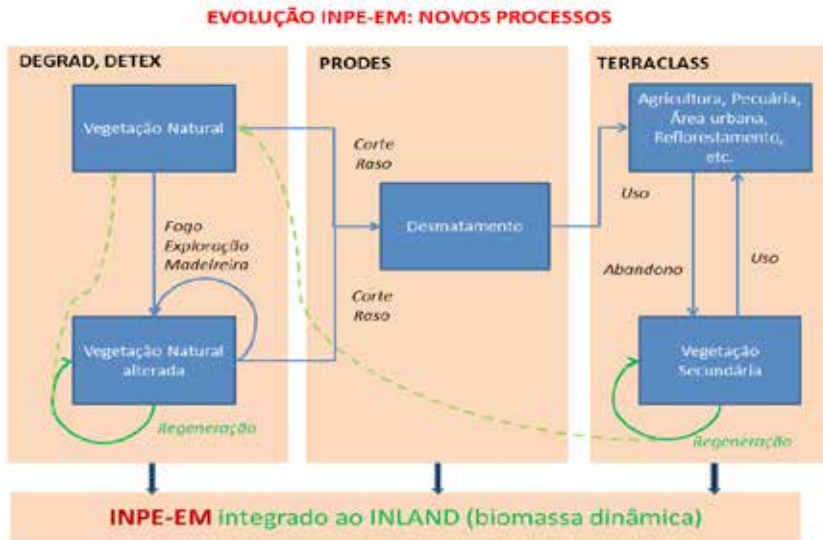 EVOLUÇÃO INPE-EM: NOVOS PROCESSOS
DEGRAD, DETEX
Vegetação Natural
Fogo
Exploração
Madeireira
Vegetação Natural
alterada
Regeneração
PRODES
Corte
Raso
Desmatamento
Corte
Raso
TERRACLASS
Agricultura, Pecuária,
Área urbana,
Reflorestamento,
etc.
Uso
Abandono
Uso
Vegetação
Secundária
Regeneração
INPE-EM integrado ao INLAND (biomassa dinâmica)